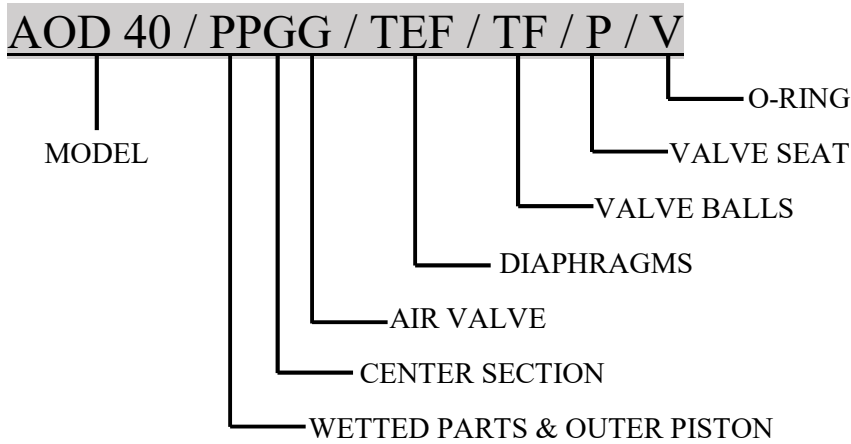 AOD 40 / PPGG / TEF / TF / P / V
O-RING
MODEL
VALVE SEAT
VALVE BALLS
DIAPHRAGMS
AIR VALVE
CENTER SECTION
WETTED PARTS & OUTER PISTON